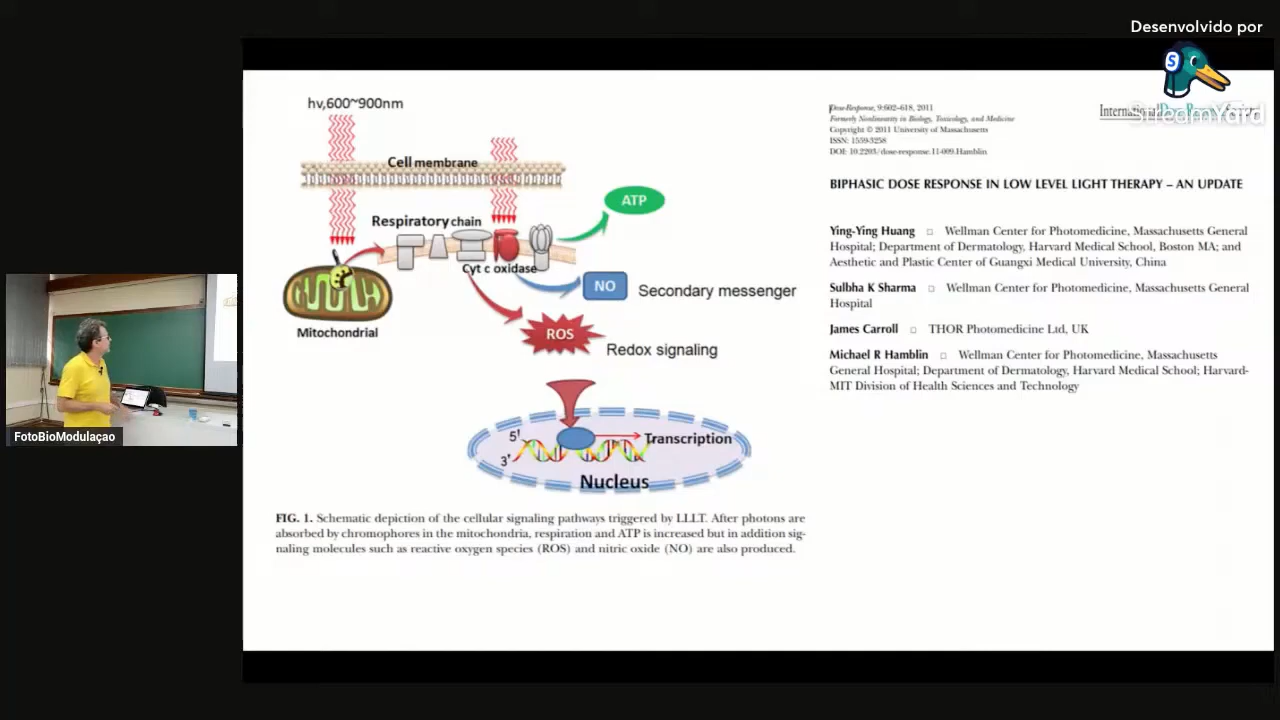 Desenvolvido por
S
StreamYard
hv,600~900nm
Cell membrane
Respiratory chain
ATP
Cyt c oxidase
NO
Secondary messenger
Mitochondrial
ROS
Redox signaling
5'
Transcription
3'
Nucleus
FIG. 1. Schematic depiction of the cellular signaling pathways triggered by LLLT. After photons are
absorbed by chromophores in the mitochondria, respiration and ATP is increased but in addition sig-
naling molecules such as reactive oxygen species (ROS) and nitric oxide (NO) are also produced.
Dose-Response, 9:602–618, 2011
Formerly Nonlinearity in Biology, Toxicology, and Medicine
Copyright © 2011 University of Massachusetts
ISSN: 1559-3258
DOI: 10.2203/dose-response.11-009.Hamblin
International
BIPHASIC DOSE RESPONSE IN LOW LEVEL LIGHT THERAPY – AN UPDATE
Ying-Ying Huang □ Wellman Center for Photomedicine, Massachusetts General
Hospital; Department of Dermatology, Harvard Medical School, Boston MA; and
Aesthetic and Plastic Center of Guangxi Medical University, China
Sulbha K Sharma □ Wellman Center for Photomedicine, Massachusetts General
Hospital
James Carroll □ THOR Photomedicine Ltd, UK
Michael R Hamblin □ Wellman Center for Photomedicine, Massachusetts
General Hospital; Department of Dermatology, Harvard Medical School; Harvard-
MIT Division of Health Sciences and Technology
FotoBioModulaçao